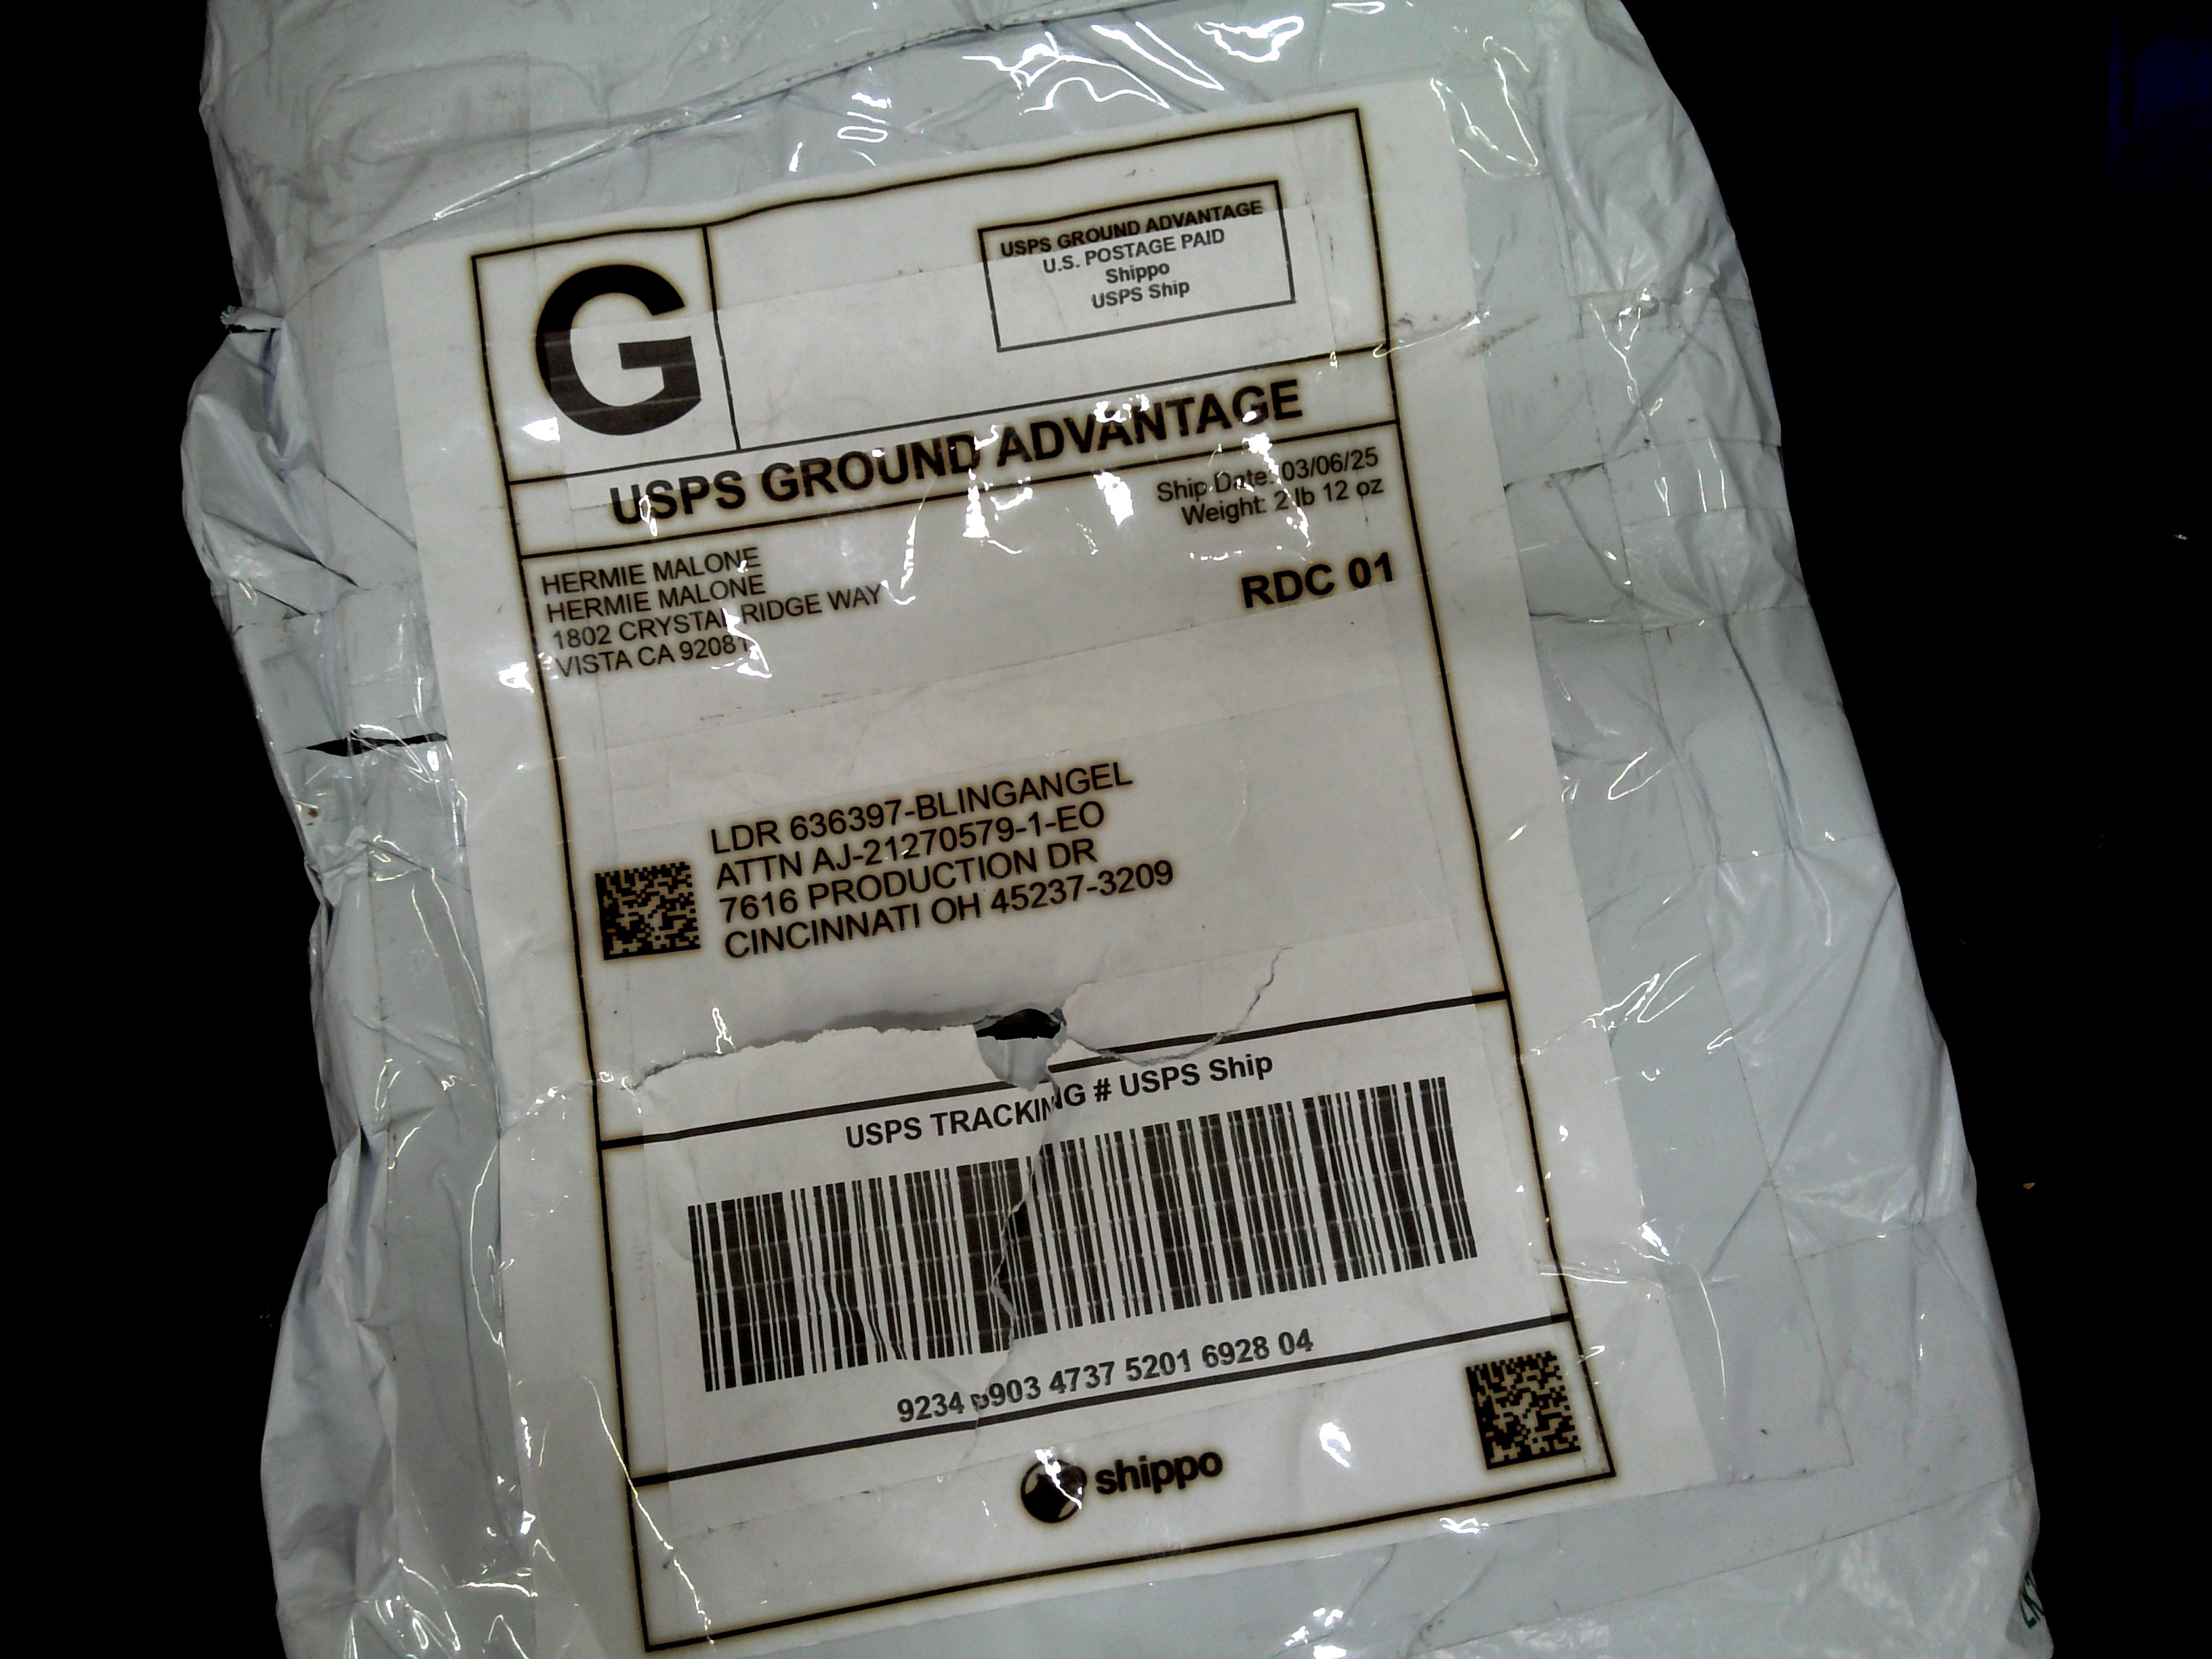 G
USPS GROUND ADVANTAGE
U.S. POSTAGE PAID
Shippo
USPS Ship
USPS GROUND ADVANTAGE
Ship Date: 03/06/25
Weight: 2 lb 12 oz
HERMIE MALONE
HERMIE MALONE
1802 CRYSTAL RIDGE WAY
VISTA CA 92081
RDC 01
LDR 636397-BLINGANGEL
ATTN AJ-21270579-1-EO
7616 PRODUCTION DR
CINCINNATI OH 45237-3209
USPS TRACKING # USPS Ship
9234 4737 5201 6928 04
shippo